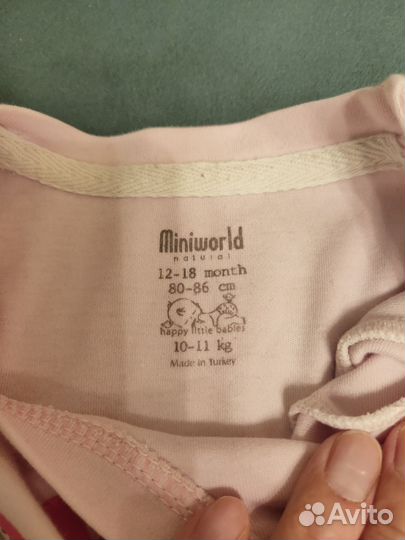 Miniworld
natural
12-18 month
80-86 cm
happy little babies
10-11 kg
Made in Turkey
Avito